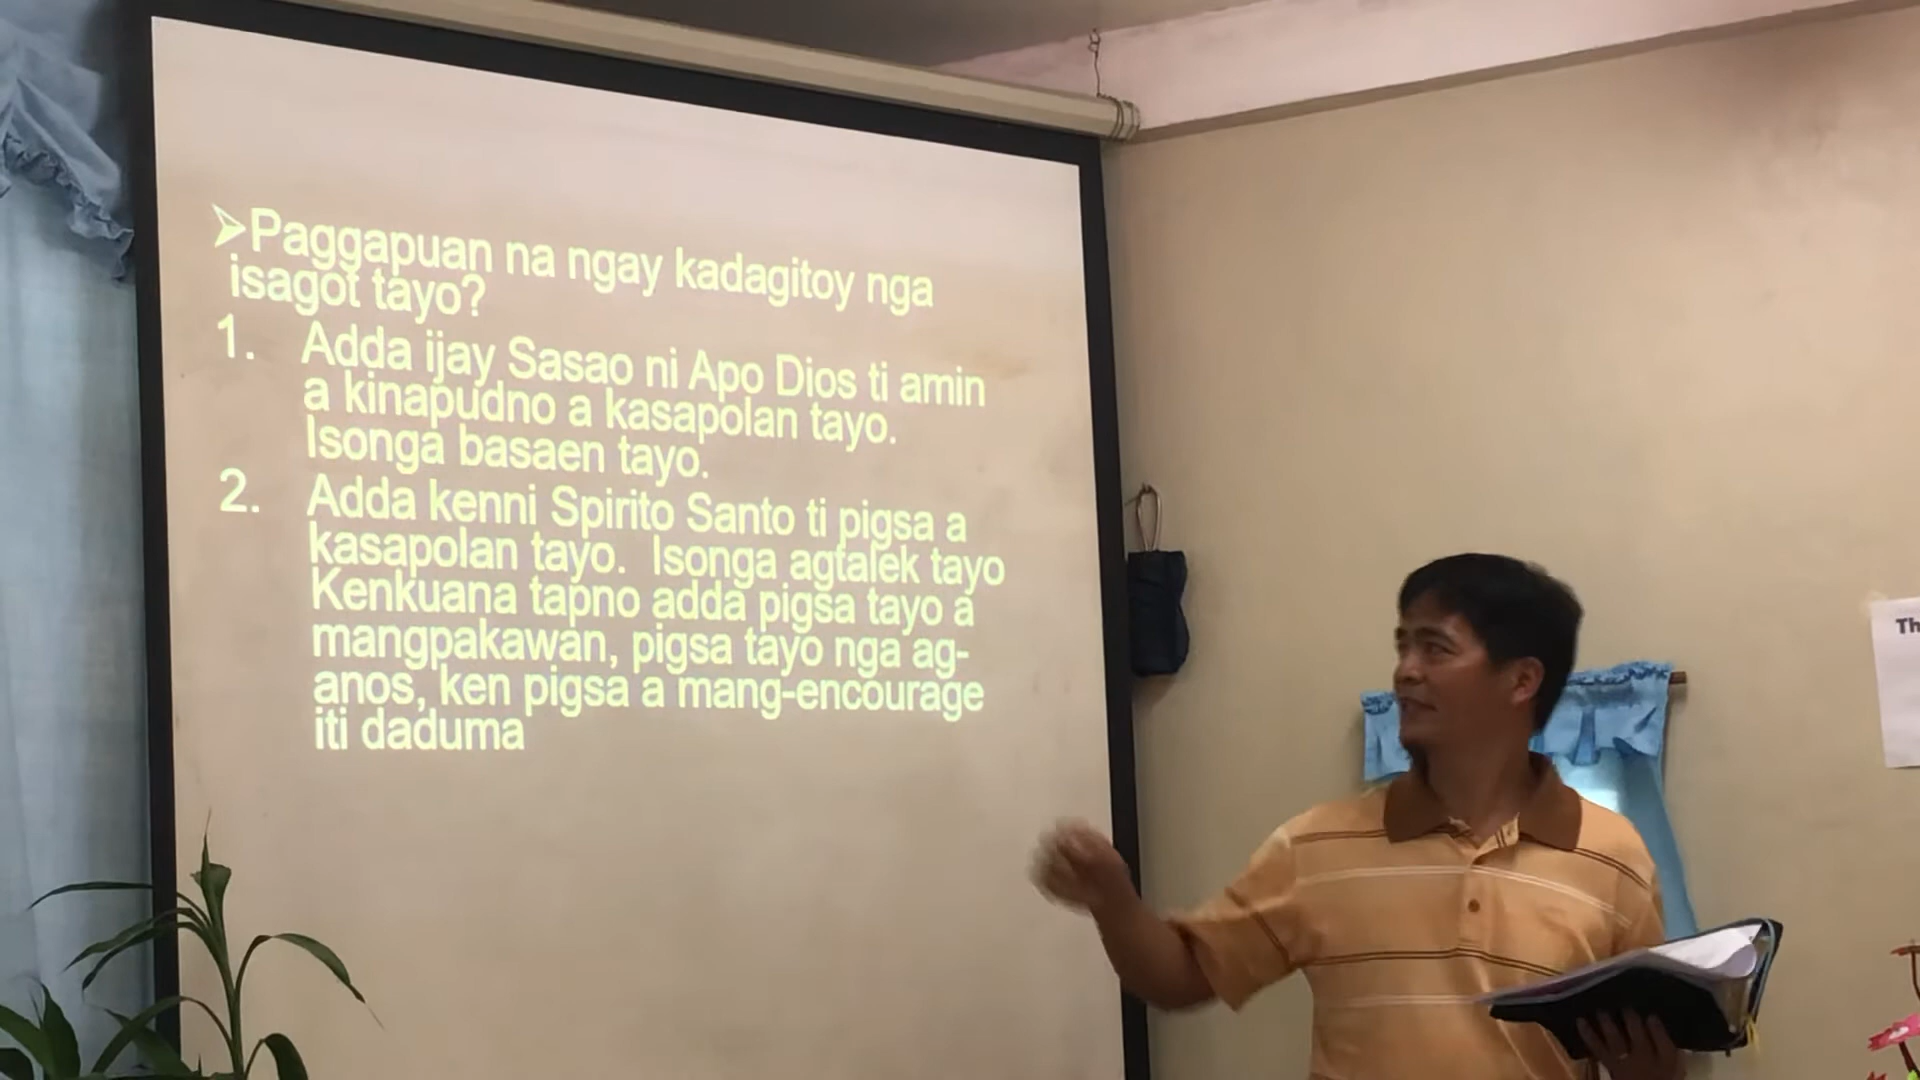 ➢Paggapuan na ngay kadagitoy nga
isagot tayo?
1. Adda ijay Sasao ni Apo Dios ti amin
a kinapudno a kasapolan tayo.
Isonga basaen tayo.
2. Adda kenni Spirito Santo ti pigsa a
kasapolan tayo. Isonga agtalek tayo
Kenkuana tapno adda pigsa tayo a
mangpakawan, pigsa tayo nga ag-
anos, ken pigsa a mang-encourage
iti daduma
Th